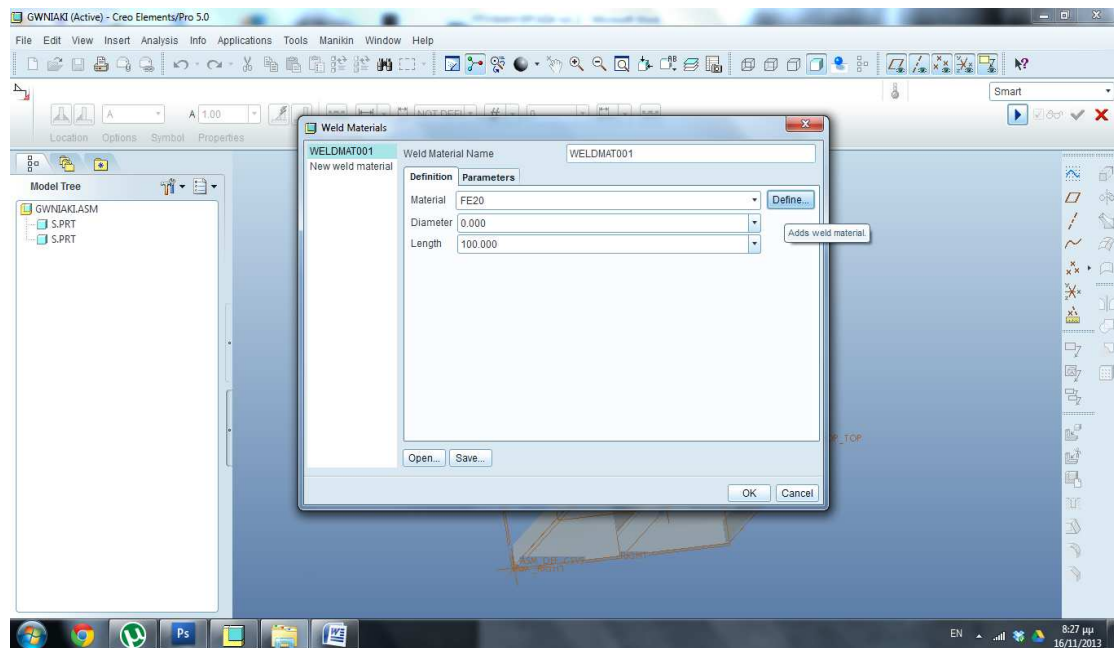 GWNIAKI (Active) - Creo Elements/Pro 5.0
File Edit View Insert Analysis Info Applications Tools Manikin Window Help
Smart
A A 1.00
Location Options Symbol Properties
Weld Materials
WELDMAT001
New weld material
Weld Material Name WELDMAT001
Definition Parameters
Material FE20 Define...
Diameter 0.000
Length 100.000
Adds weld material.
Open... Save...
OK Cancel
Model Tree
GWNIAKI.ASM
S.PRT
S.PRT
Ps
EN
8:27 μμ
16/11/2013